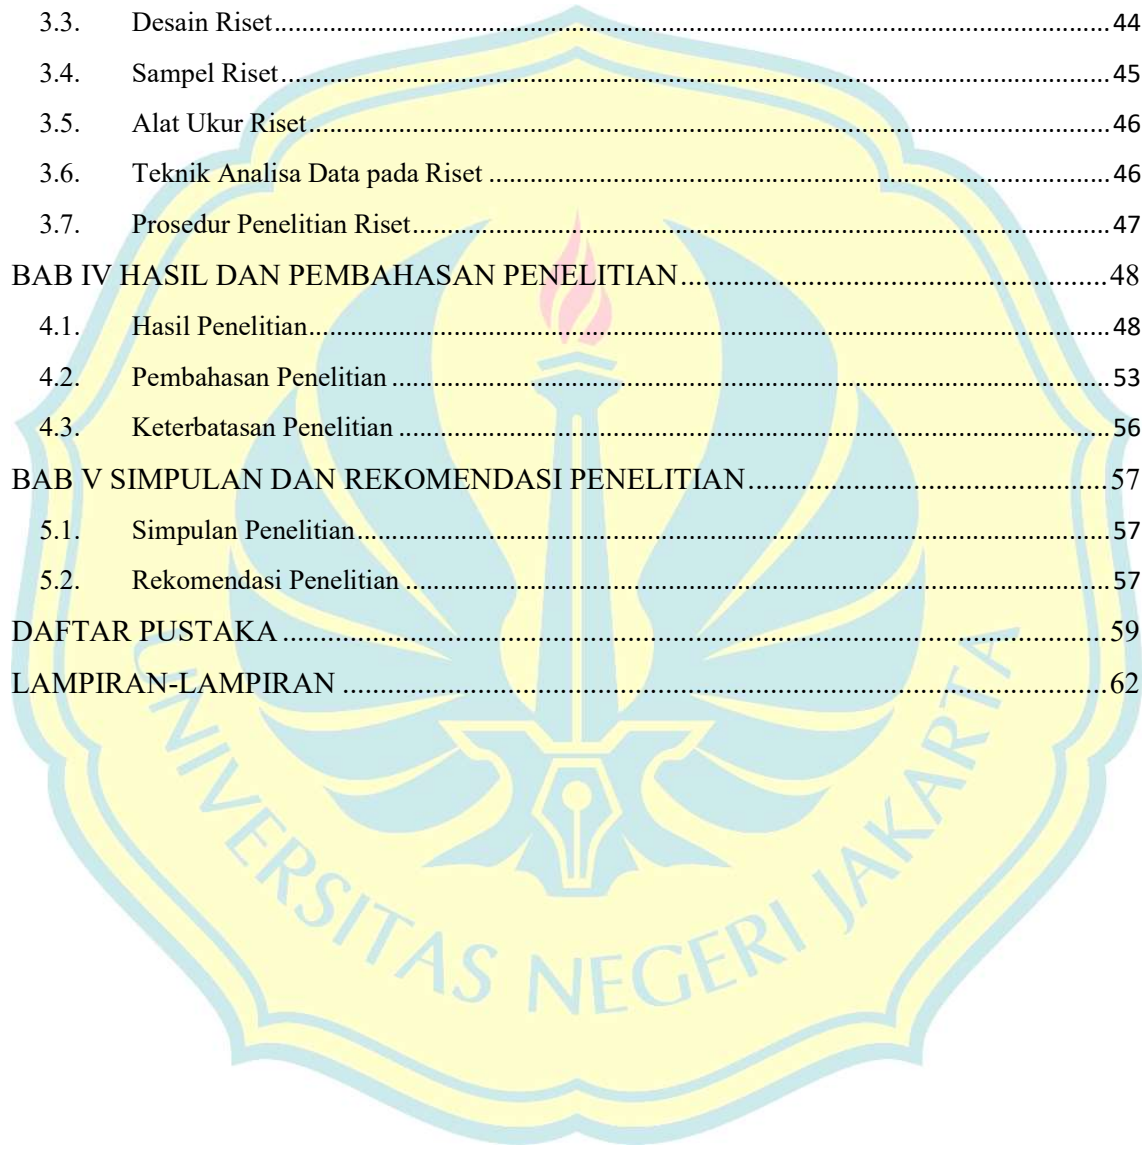 3.3. Desain Riset 44
3.4. Sampel Riset 45
3.5. Alat Ukur Riset 46
3.6. Teknik Analisa Data pada Riset 46
3.7. Prosedur Penelitian Riset 47
BAB IV HASIL DAN PEMBAHASAN PENELITIAN 48
4.1. Hasil Penelitian 48
4.2. Pembahasan Penelitian 53
4.3. Keterbatasan Penelitian 56
BAB V SIMPULAN DAN REKOMENDASI PENELITIAN 57
5.1. Simpulan Penelitian 57
5.2. Rekomendasi Penelitian 57
DAFTAR PUSTAKA 59
LAMPIRAN-LAMPIRAN 62
UNIVERSITAS NEGERI JAKARTA